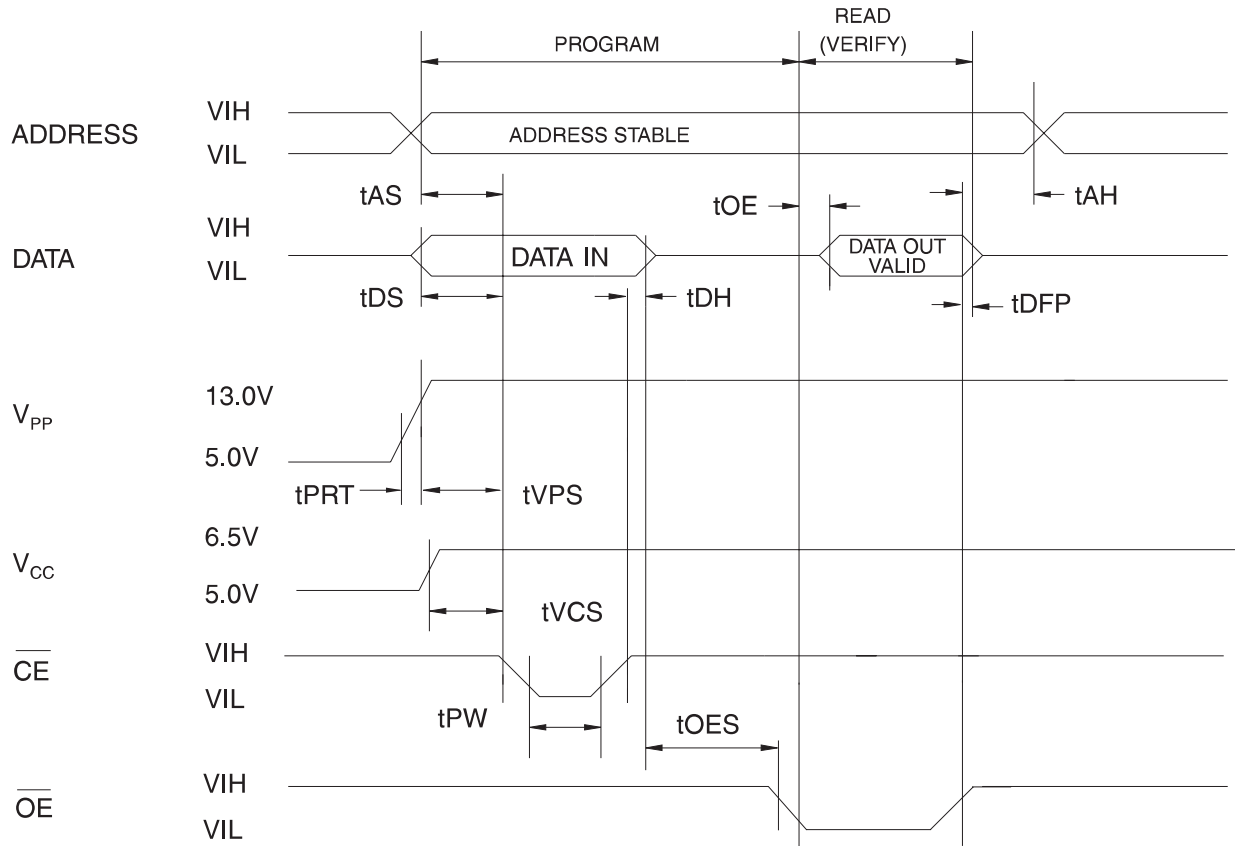 READ
PROGRAM
(VERIFY)
ADDRESS
VIH
VIL
ADDRESS STABLE
tAS
tOE
tAH
DATA
VIH
VIL
DATA IN
DATA OUT
VALID
tDS
tDH
tDFP
VPP
13.0V
5.0V
tPRT
tVPS
VCC
6.5V
5.0V
tVCS
CE
VIH
VIL
tPW
tOES
OE
VIH
VIL